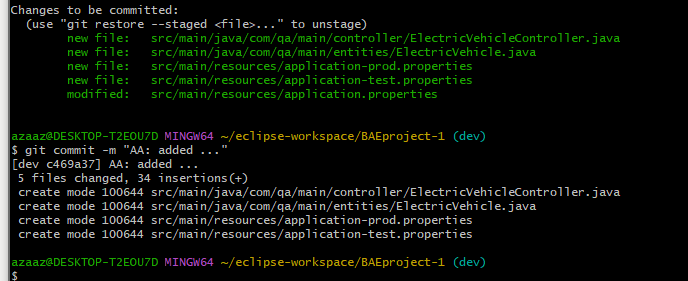 Changes to be committed:
  (use "git restore --staged <file>..." to unstage)
        new file:   src/main/java/com/qa/main/controller/ElectricVehicleController.java
        new file:   src/main/java/com/qa/main/entities/ElectricVehicle.java
        new file:   src/main/resources/application-prod.properties
        new file:   src/main/resources/application-test.properties
        modified:   src/main/resources/application.properties
azaaz@DESKTOP-T2EOU7D MINGW64 ~/eclipse-workspace/BAEproject-1 (dev)
$ git commit -m "AA: added ..."
[dev c469a37] AA: added ...
 5 files changed, 34 insertions(+)
 create mode 100644 src/main/java/com/qa/main/controller/ElectricVehicleController.java
 create mode 100644 src/main/java/com/qa/main/entities/ElectricVehicle.java
 create mode 100644 src/main/resources/application-prod.properties
 create mode 100644 src/main/resources/application-test.properties
azaaz@DESKTOP-T2EOU7D MINGW64 ~/eclipse-workspace/BAEproject-1 (dev)
$